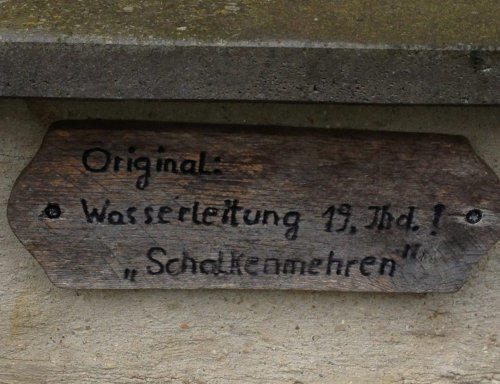 Original:
Wasserleitung 19. Jhd. !
„Schalkenmehren"